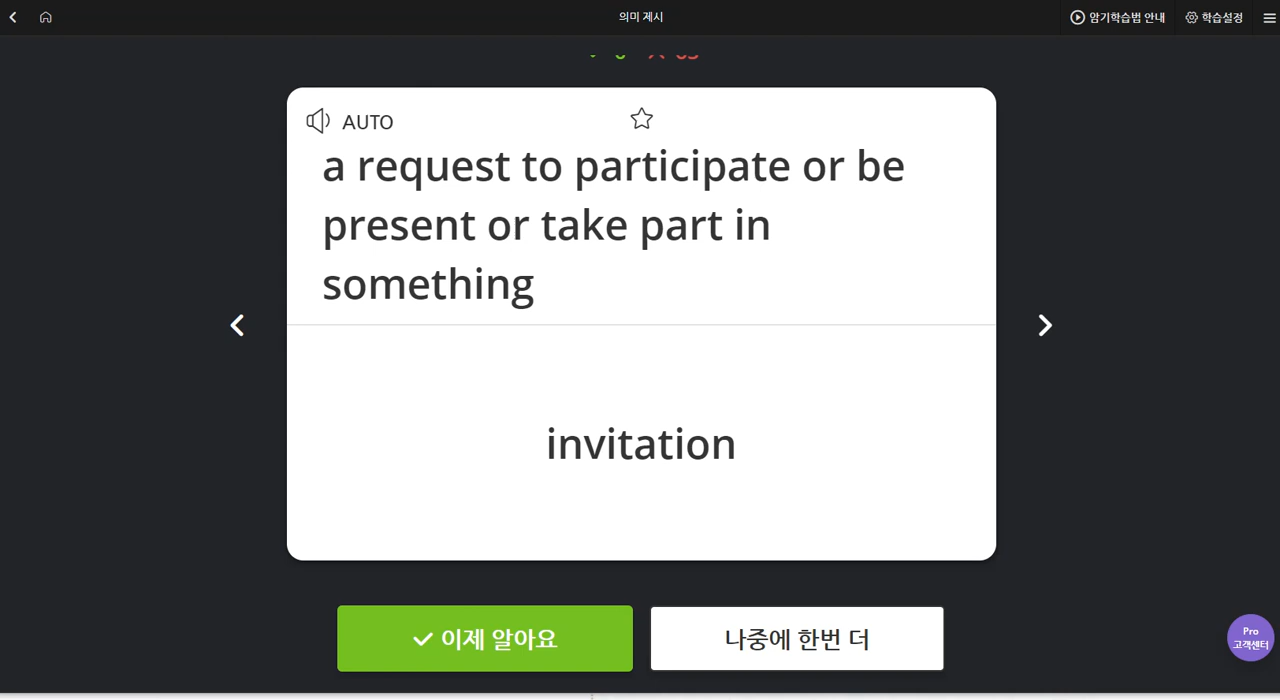 의미 제시
암기학습법 안내
학습설정
AUTO
a request to participate or be
present or take part in
something
invitation
이제 알아요
나중에 한번 더
Pro
고객센터